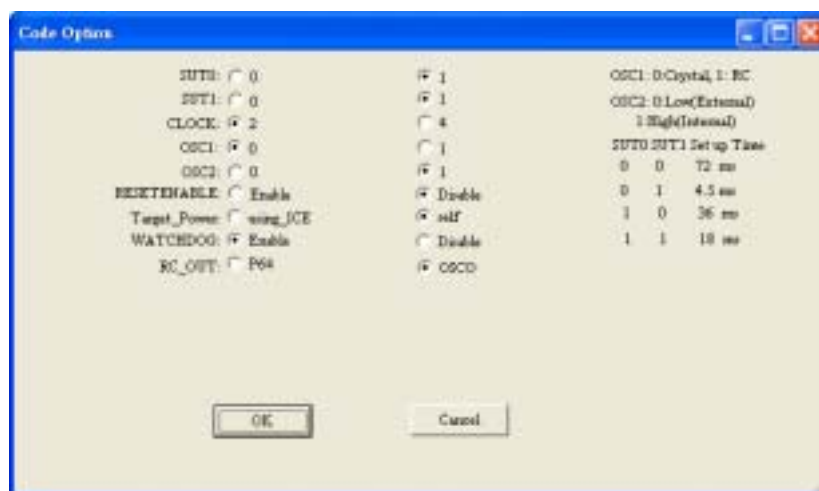 Code Option
SUT0: 0 1
SUT1: 0 1
CLOCK: 2 4
OSC1: 0 1
OSC2: 0 1
RESETENABLE: Enable Disable
Target_Power: using_ICE self
WATCHDOG: Enable Disable
RC_OUT: P64 OSCO
OSC1: 0:Crystal, 1: RC
OSC2: 0:Low(External)
1:High(Internal)
SUT0 SUT1 Set up Time
0 0 72 ms
0 1 4.5 ms
1 0 36 ms
1 1 18 ms
OK
Cancel